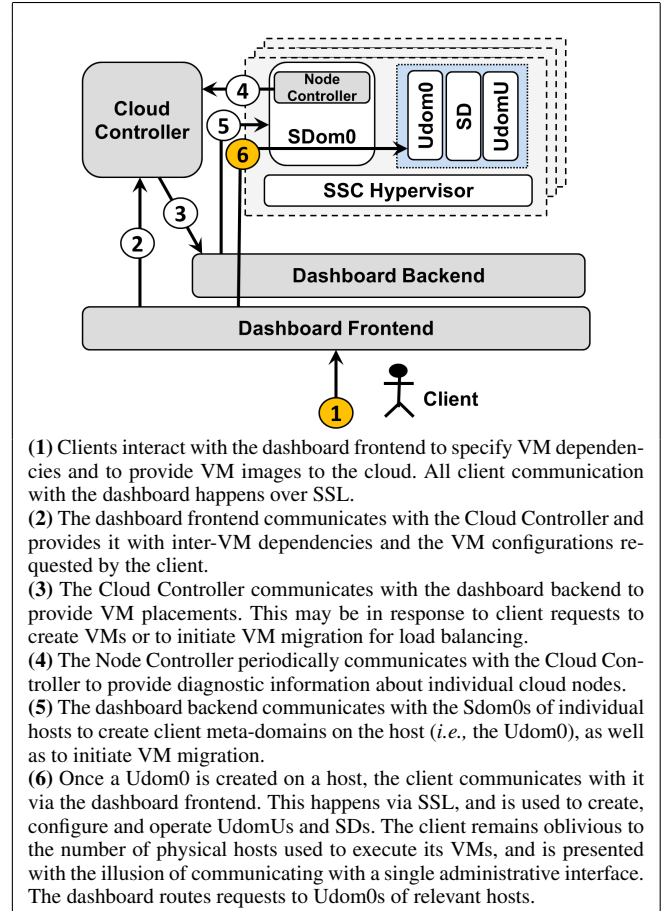 Cloud
Controller
4
Node
Controller
5
SDom0
6
Udom0
SD
UdomU
SSC Hypervisor
3
2
Dashboard Backend
Dashboard Frontend
1
Client
(1) Clients interact with the dashboard frontend to specify VM dependen-
cies and to provide VM images to the cloud. All client communication
with the dashboard happens over SSL.
(2) The dashboard frontend communicates with the Cloud Controller and
provides it with inter-VM dependencies and the VM configurations re-
quested by the client.
(3) The Cloud Controller communicates with the dashboard backend to
provide VM placements. This may be in response to client requests to
create VMs or to initiate VM migration for load balancing.
(4) The Node Controller periodically communicates with the Cloud Con-
troller to provide diagnostic information about individual cloud nodes.
(5) The dashboard backend communicates with the Sdom0s of individual
hosts to create client meta-domains on the host (i.e., the Udom0), as well
as to initiate VM migration.
(6) Once a Udom0 is created on a host, the client communicates with it
via the dashboard frontend. This happens via SSL, and is used to create,
configure and operate UdomUs and SDs. The client remains oblivious to
the number of physical hosts used to execute its VMs, and is presented
with the illusion of communicating with a single administrative interface.
The dashboard routes requests to Udom0s of relevant hosts.